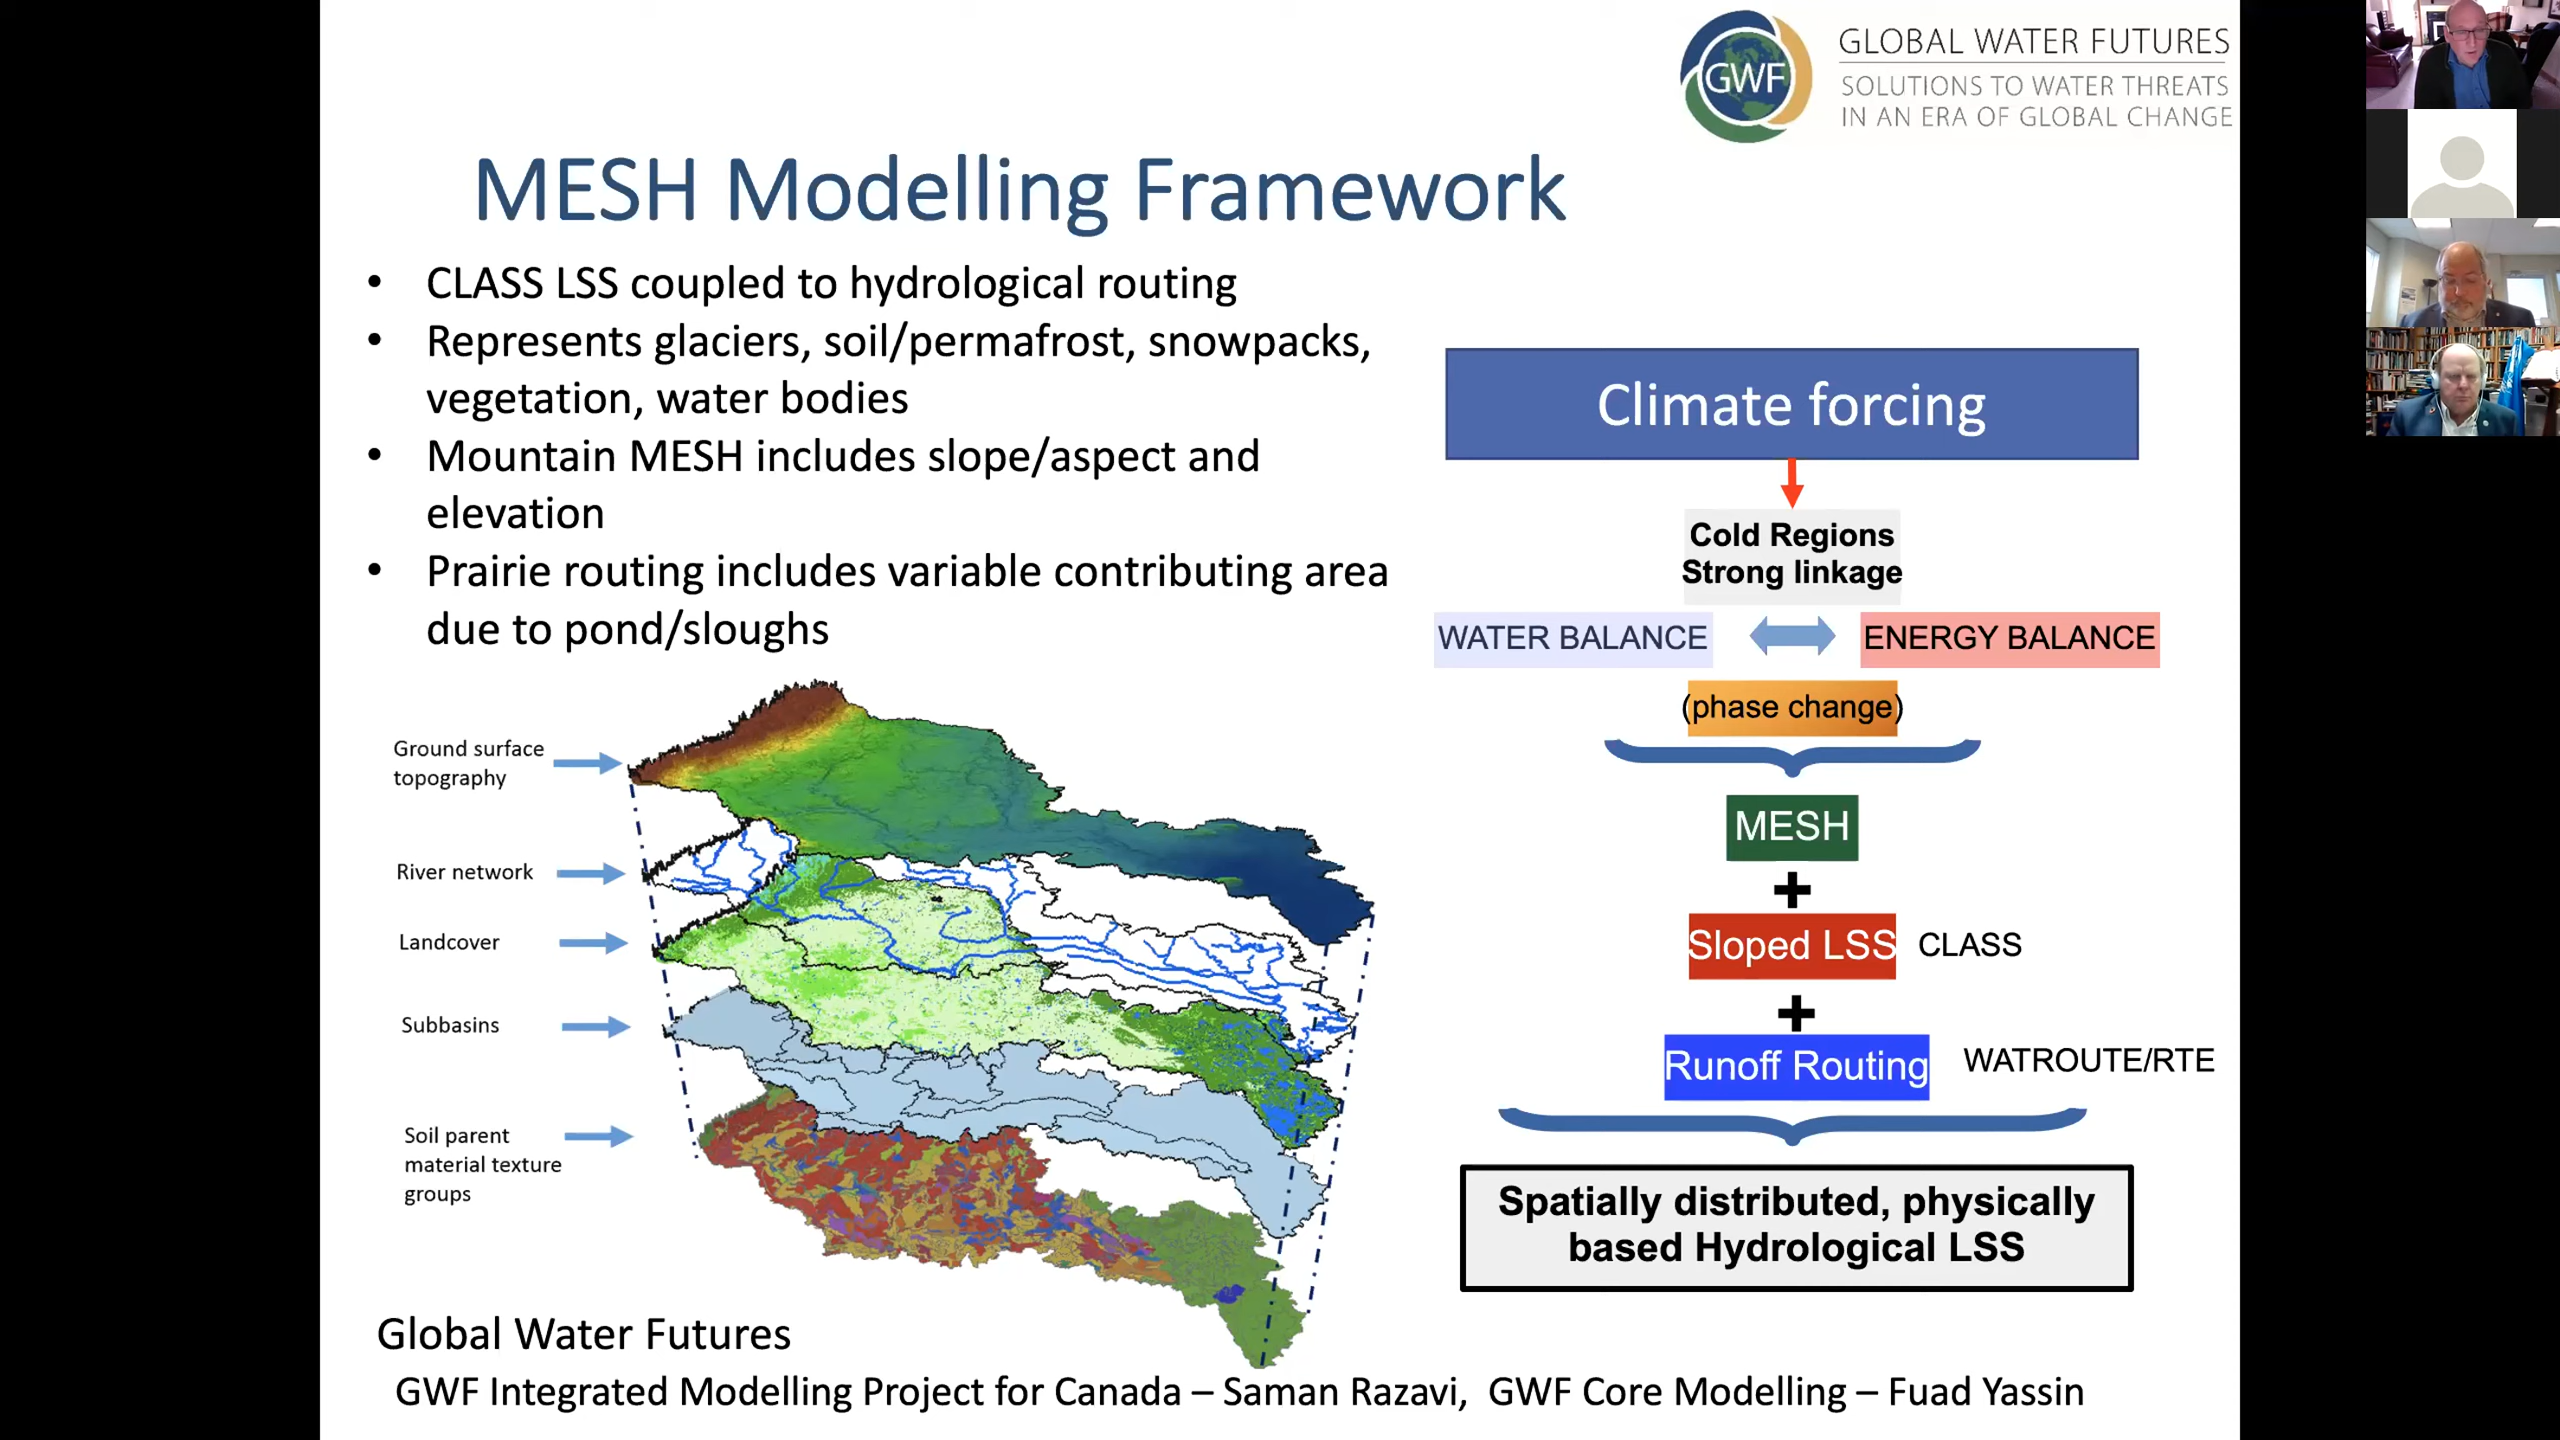 GWF
GLOBAL WATER FUTURES
SOLUTIONS TO WATER THREATS
IN AN ERA OF GLOBAL CHANGE
MESH Modelling Framework
• CLASS LSS coupled to hydrological routing
• Represents glaciers, soil/permafrost, snowpacks,
vegetation, water bodies
• Mountain MESH includes slope/aspect and
elevation
• Prairie routing includes variable contributing area
due to pond/sloughs
Ground surface
topography
River network
Landcover
Subbasins
Soil parent
material texture
groups
Climate forcing
Cold Regions
Strong linkage
WATER BALANCE
ENERGY BALANCE
(phase change)
MESH
+
Sloped LSS CLASS
+
Runoff Routing WATROUTE/RTE
Spatially distributed, physically
based Hydrological LSS
Global Water Futures
GWF Integrated Modelling Project for Canada – Saman Razavi, GWF Core Modelling – Fuad Yassin